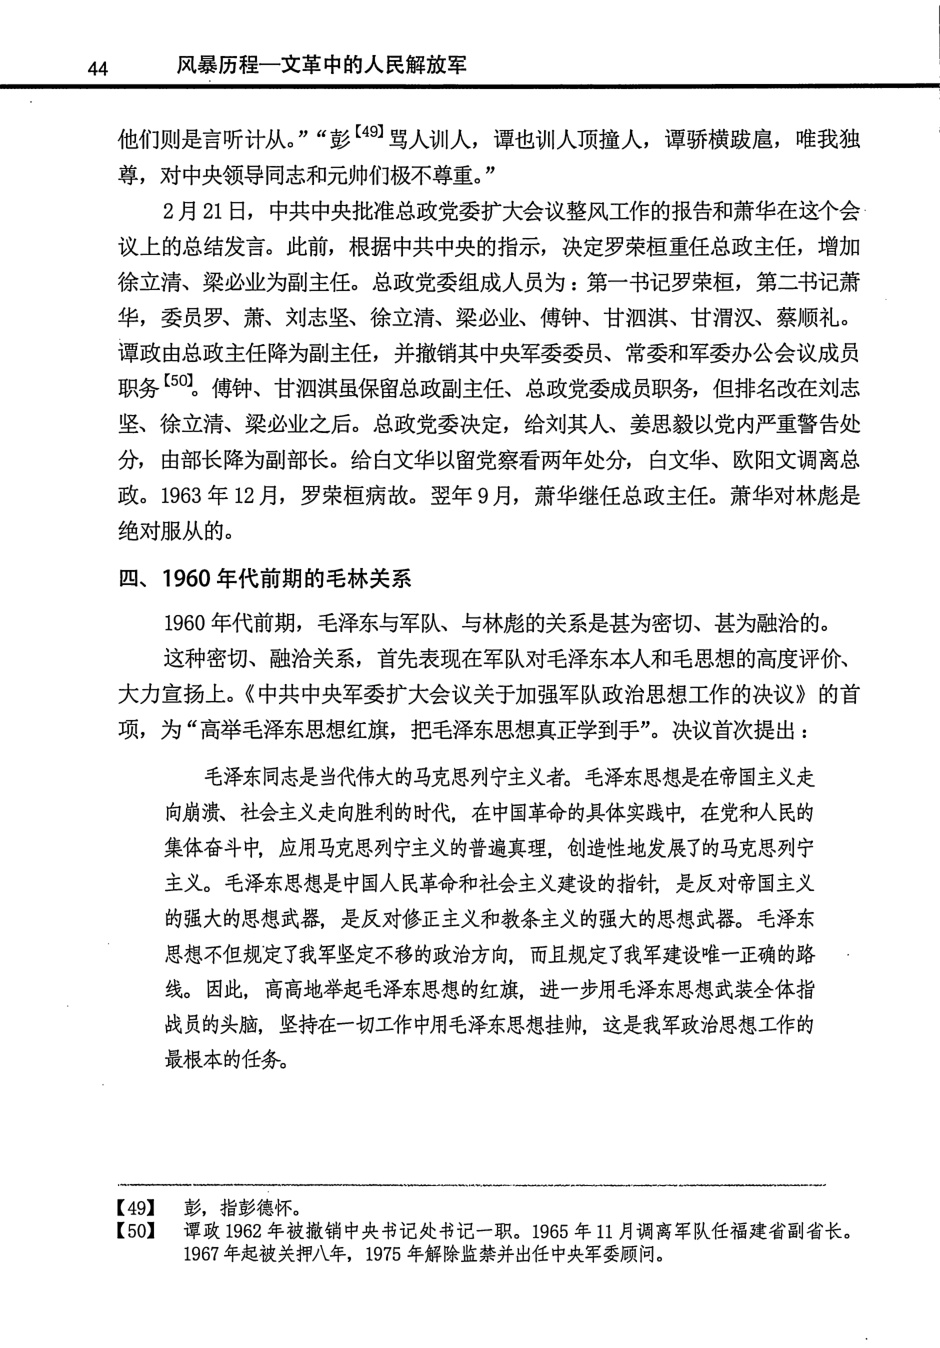 44 风暴历程—文革中的人民解放军
他们则是言听计从。”“彭【49】骂人训人，谭也训人顶撞人，谭骄横跋扈，唯我独
尊，对中央领导同志和元帅们极不尊重。”
2月21日，中共中央批准总政党委扩大会议整风工作的报告和萧华在这个会
议上的总结发言。此前，根据中共中央的指示，决定罗荣桓重任总政主任，增加
徐立清、梁必业为副主任。总政党委组成人员为：第一书记罗荣桓，第二书记萧
华，委员罗、萧、刘志坚、徐立清、梁必业、傅钟、甘泗淇、甘渭汉、蔡顺礼。
谭政由总政主任降为副主任，并撤销其中央军委委员、常委和军委办公会议成员
职务【50】。傅钟、甘泗淇虽保留总政副主任、总政党委成员职务，但排名改在刘志
坚、徐立清、梁必业之后。总政党委决定，给刘其人、姜思毅以党内严重警告处
分，由部长降为副部长。给白文华以留党察看两年处分，白文华、欧阳文调离总
政。1963年12月，罗荣桓病故。翌年9月，萧华继任总政主任。萧华对林彪是
绝对服从的。
四、1960年代前期的毛林关系
1960年代前期，毛泽东与军队、与林彪的关系是甚为密切、甚为融洽的。
这种密切、融洽关系，首先表现在军队对毛泽东本人和毛思想的高度评价、
大力宣扬上。《中共中央军委扩大会议关于加强军队政治思想工作的决议》的首
项，为“高举毛泽东思想红旗，把毛泽东思想真正学到手”。决议首次提出：
毛泽东同志是当代伟大的马克思列宁主义者。毛泽东思想是在帝国主义走
向崩溃、社会主义走向胜利的时代，在中国革命的具体实践中，在党和人民的
集体奋斗中，应用马克思列宁主义的普遍真理，创造性地发展了的马克思列宁
主义。毛泽东思想是中国人民革命和社会主义建设的指针，是反对帝国主义
的强大的思想武器，是反对修正主义和教条主义的强大的思想武器。毛泽东
思想不但规定了我军坚定不移的政治方向，而且规定了我军建设唯一正确的路
线。因此，高高地举起毛泽东思想的红旗，进一步用毛泽东思想武装全体指
战员的头脑，坚持在一切工作中用毛泽东思想挂帅，这是我军政治思想工作的
最根本的任务。
【49】 彭，指彭德怀。
【50】 谭政1962年被撤销中央书记处书记一职。1965年11月调离军队任福建省副省长。
1967年起被关押八年，1975年解除监禁并出任中央军委顾问。